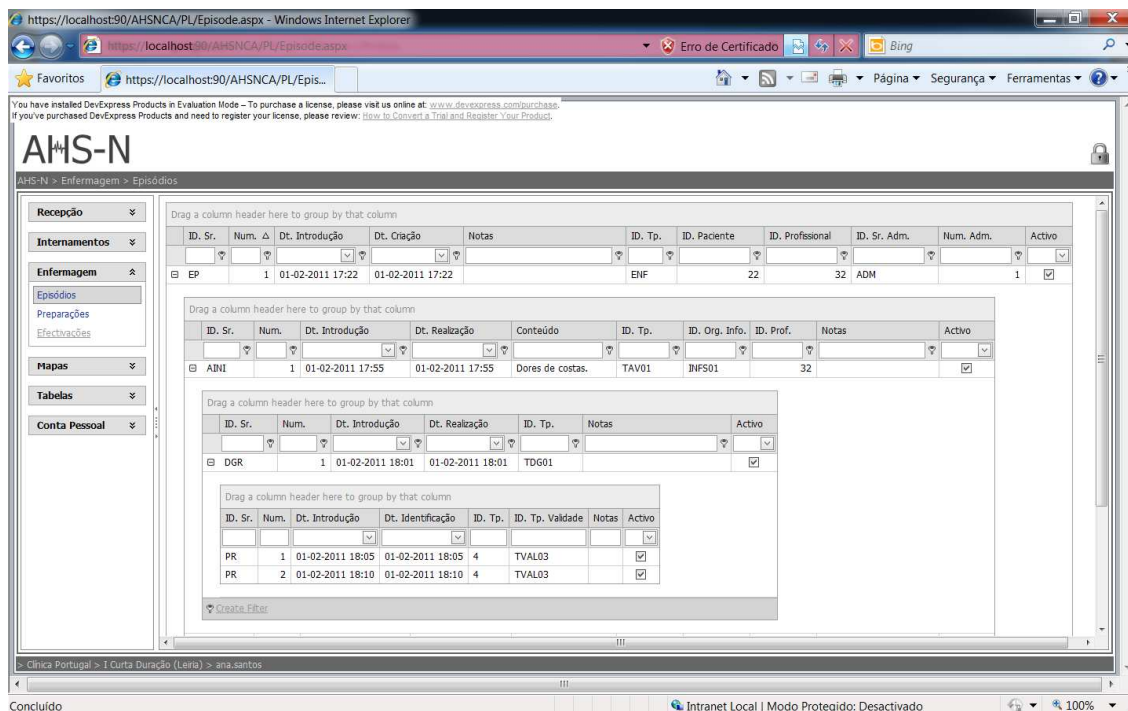 https://localhost:90/AHSNCA/PL/Episode.aspx - Windows Internet Explorer
https://localhost:90/AHSNCA/PL/Episode.aspx Erro de Certificado Bing
Favoritos https://localhost:90/AHSNCA/PL/Epis... Página Segurança Ferramentas
You have installed DevExpress Products in Evaluation Mode – To purchase a license, please visit us online at: www.devexpress.com/purchase.
If you've purchased DevExpress Products and need to register your license, please review: How to Convert a Trial and Register Your Product.
AHS-N
AHS-N > Enfermagem > Episódios
Recepção
Internamentos
Enfermagem
Episódios
Preparações
Efectivações
Mapas
Tabelas
Conta Pessoal
Drag a column header here to group by that column
ID. Sr. Num. Dt. Introdução Dt. Criação Notas ID. Tp. ID. Paciente ID. Profissional ID. Sr. Adm. Num. Adm. Activo
EP 1 01-02-2011 17:22 01-02-2011 17:22 ENF 22 32 ADM 1
Drag a column header here to group by that column
ID. Sr. Num. Dt. Introdução Dt. Realização Conteúdo ID. Tp. ID. Org. Info. ID. Prof. Notas Activo
AINI 1 01-02-2011 17:55 01-02-2011 17:55 Dores de costas. TAV01 INFS01 32
Drag a column header here to group by that column
ID. Sr. Num. Dt. Introdução Dt. Realização ID. Tp. Notas Activo
DGR 1 01-02-2011 18:01 01-02-2011 18:01 TDG01
Drag a column header here to group by that column
ID. Sr. Num. Dt. Introdução Dt. Identificação ID. Tp. ID. Tp. Validade Notas Activo
PR 1 01-02-2011 18:05 01-02-2011 18:05 4 TVAL03
PR 2 01-02-2011 18:10 01-02-2011 18:10 4 TVAL03
Create Filter
> Clínica Portugal > I Curta Duração (Leiria) > ana.santos
Concluído Intranet Local | Modo Protegido: Desactivado 100%